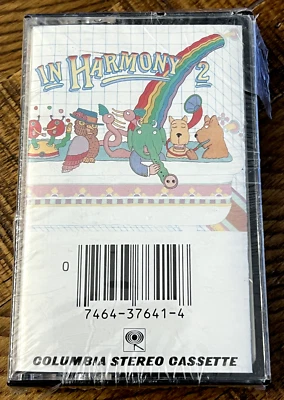 IN HARMONY 2
0
7464-37641-4
COLUMBIA STEREO CASSETTE